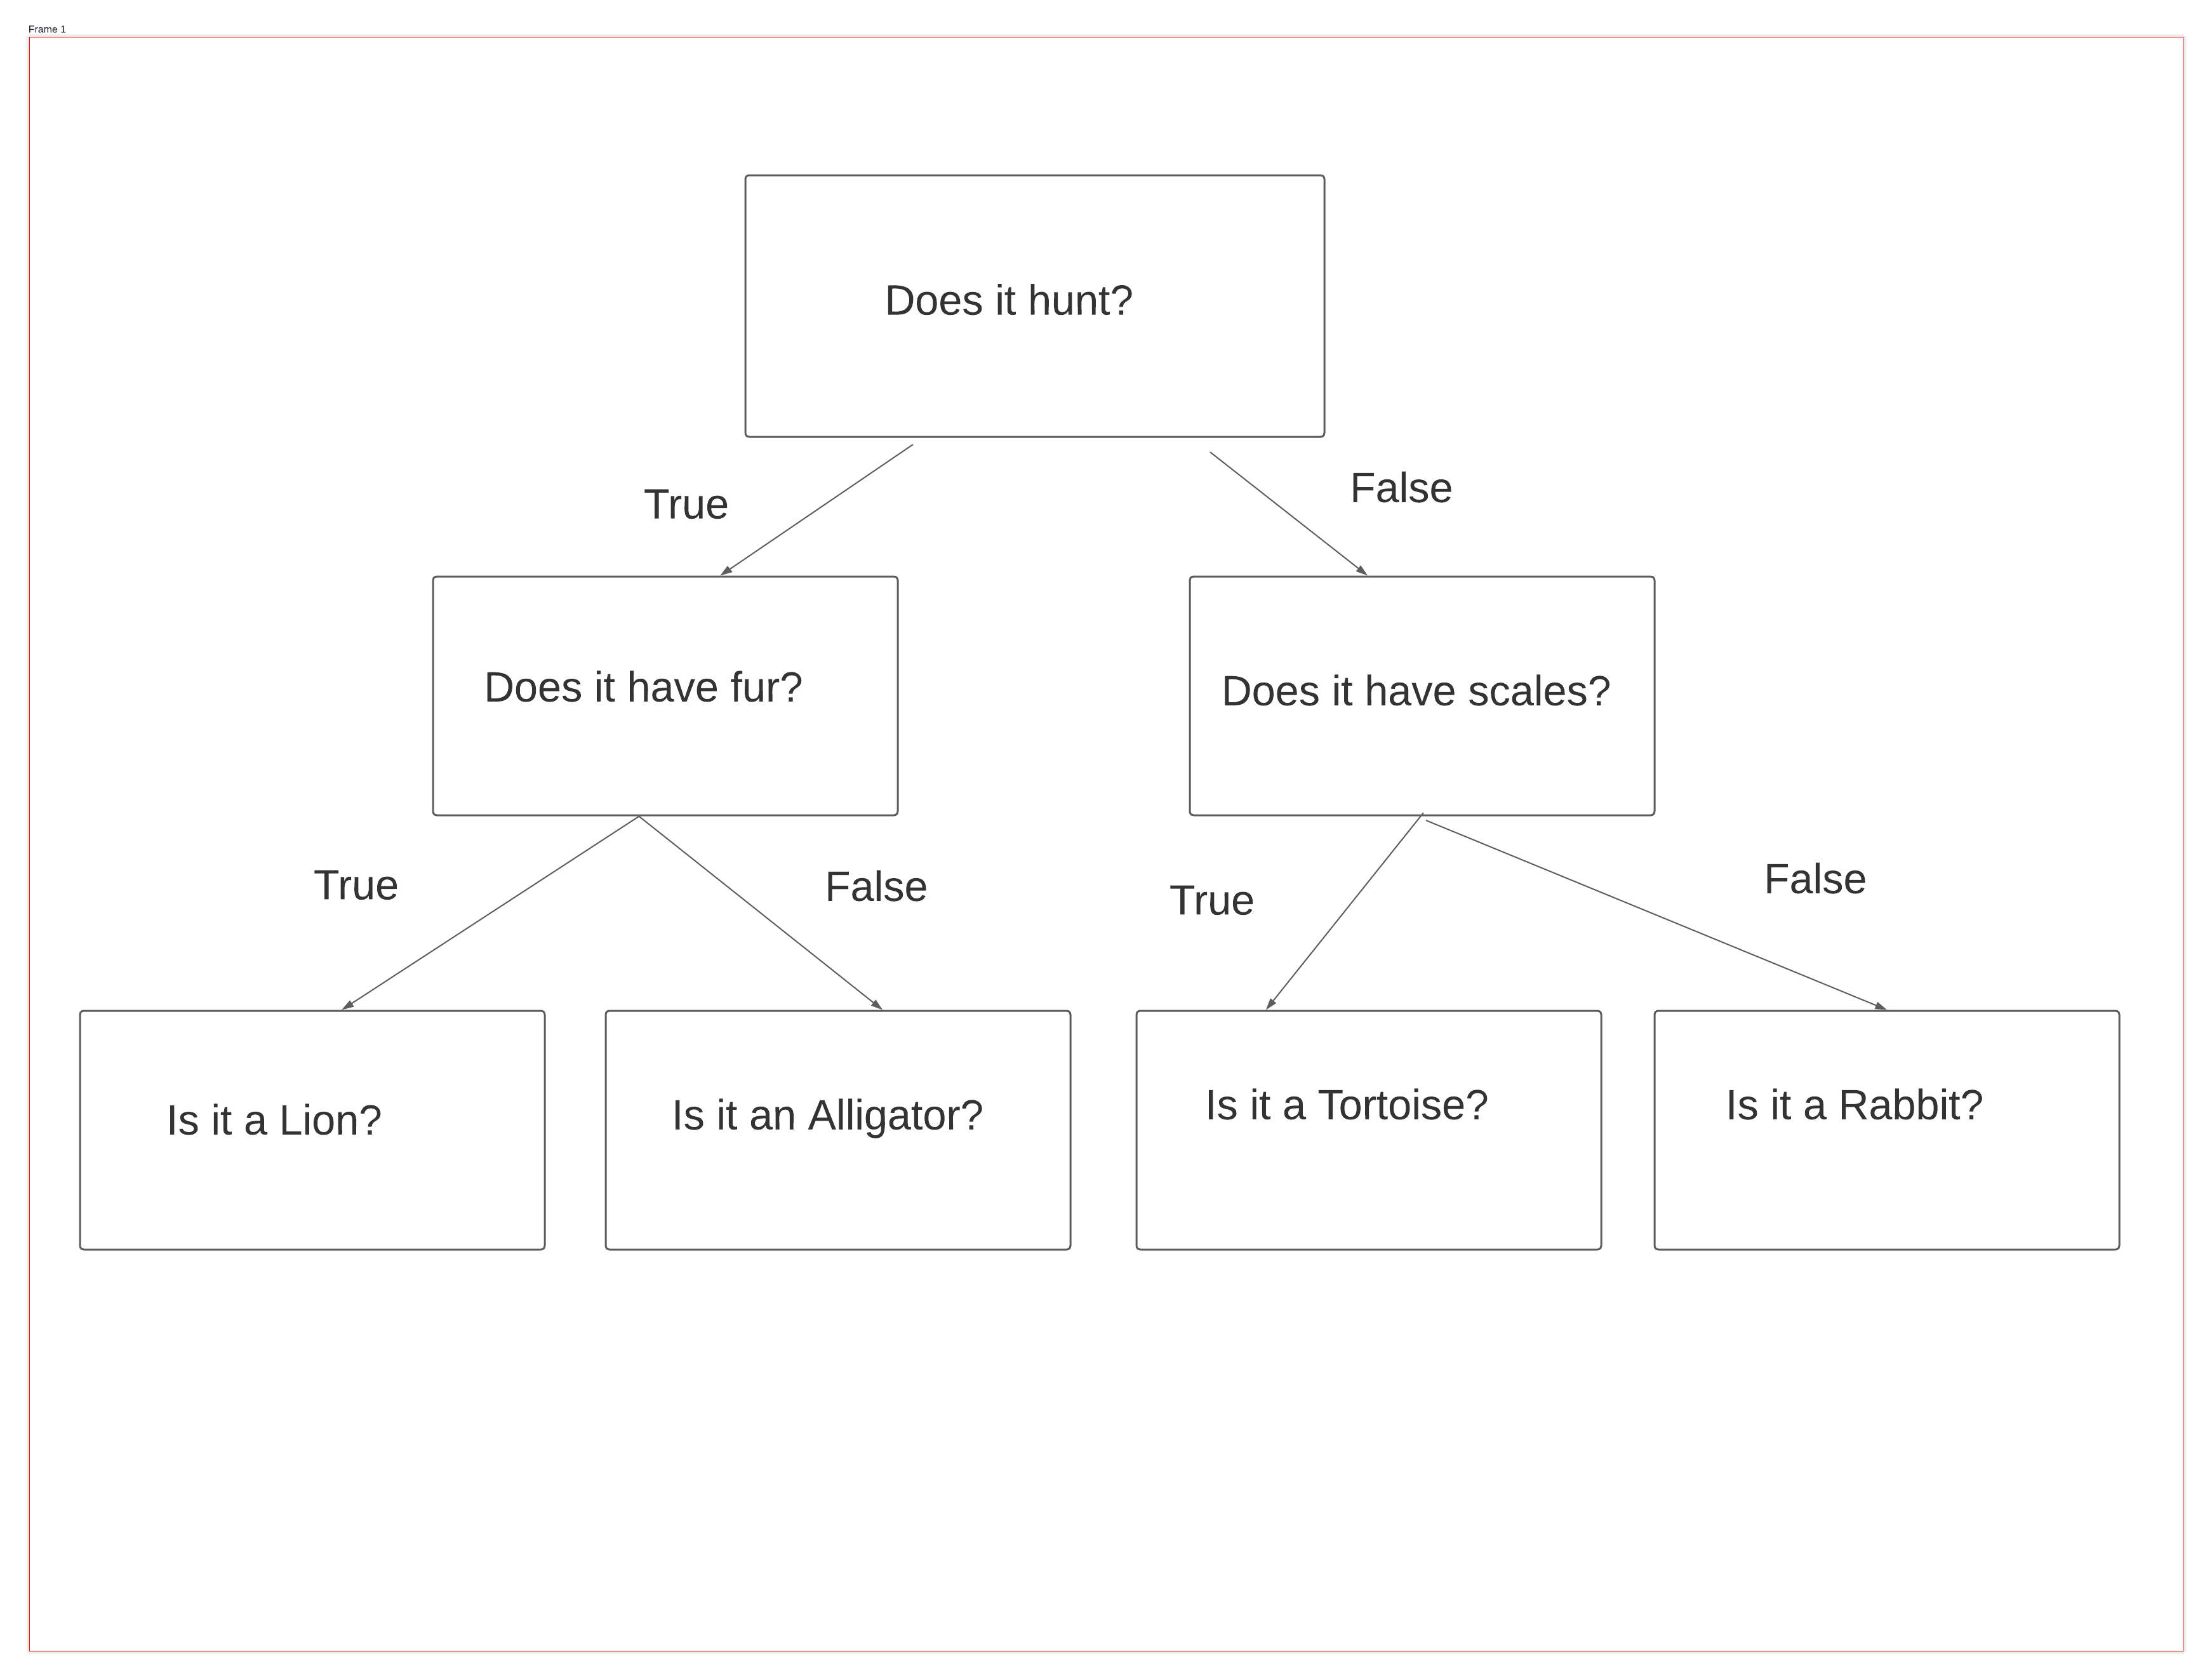 Frame 1
Does it hunt?
True
False
Does it have fur?
Does it have scales?
True
False
True
False
Is it a Lion?
Is it an Alligator?
Is it a Tortoise?
Is it a Rabbit?